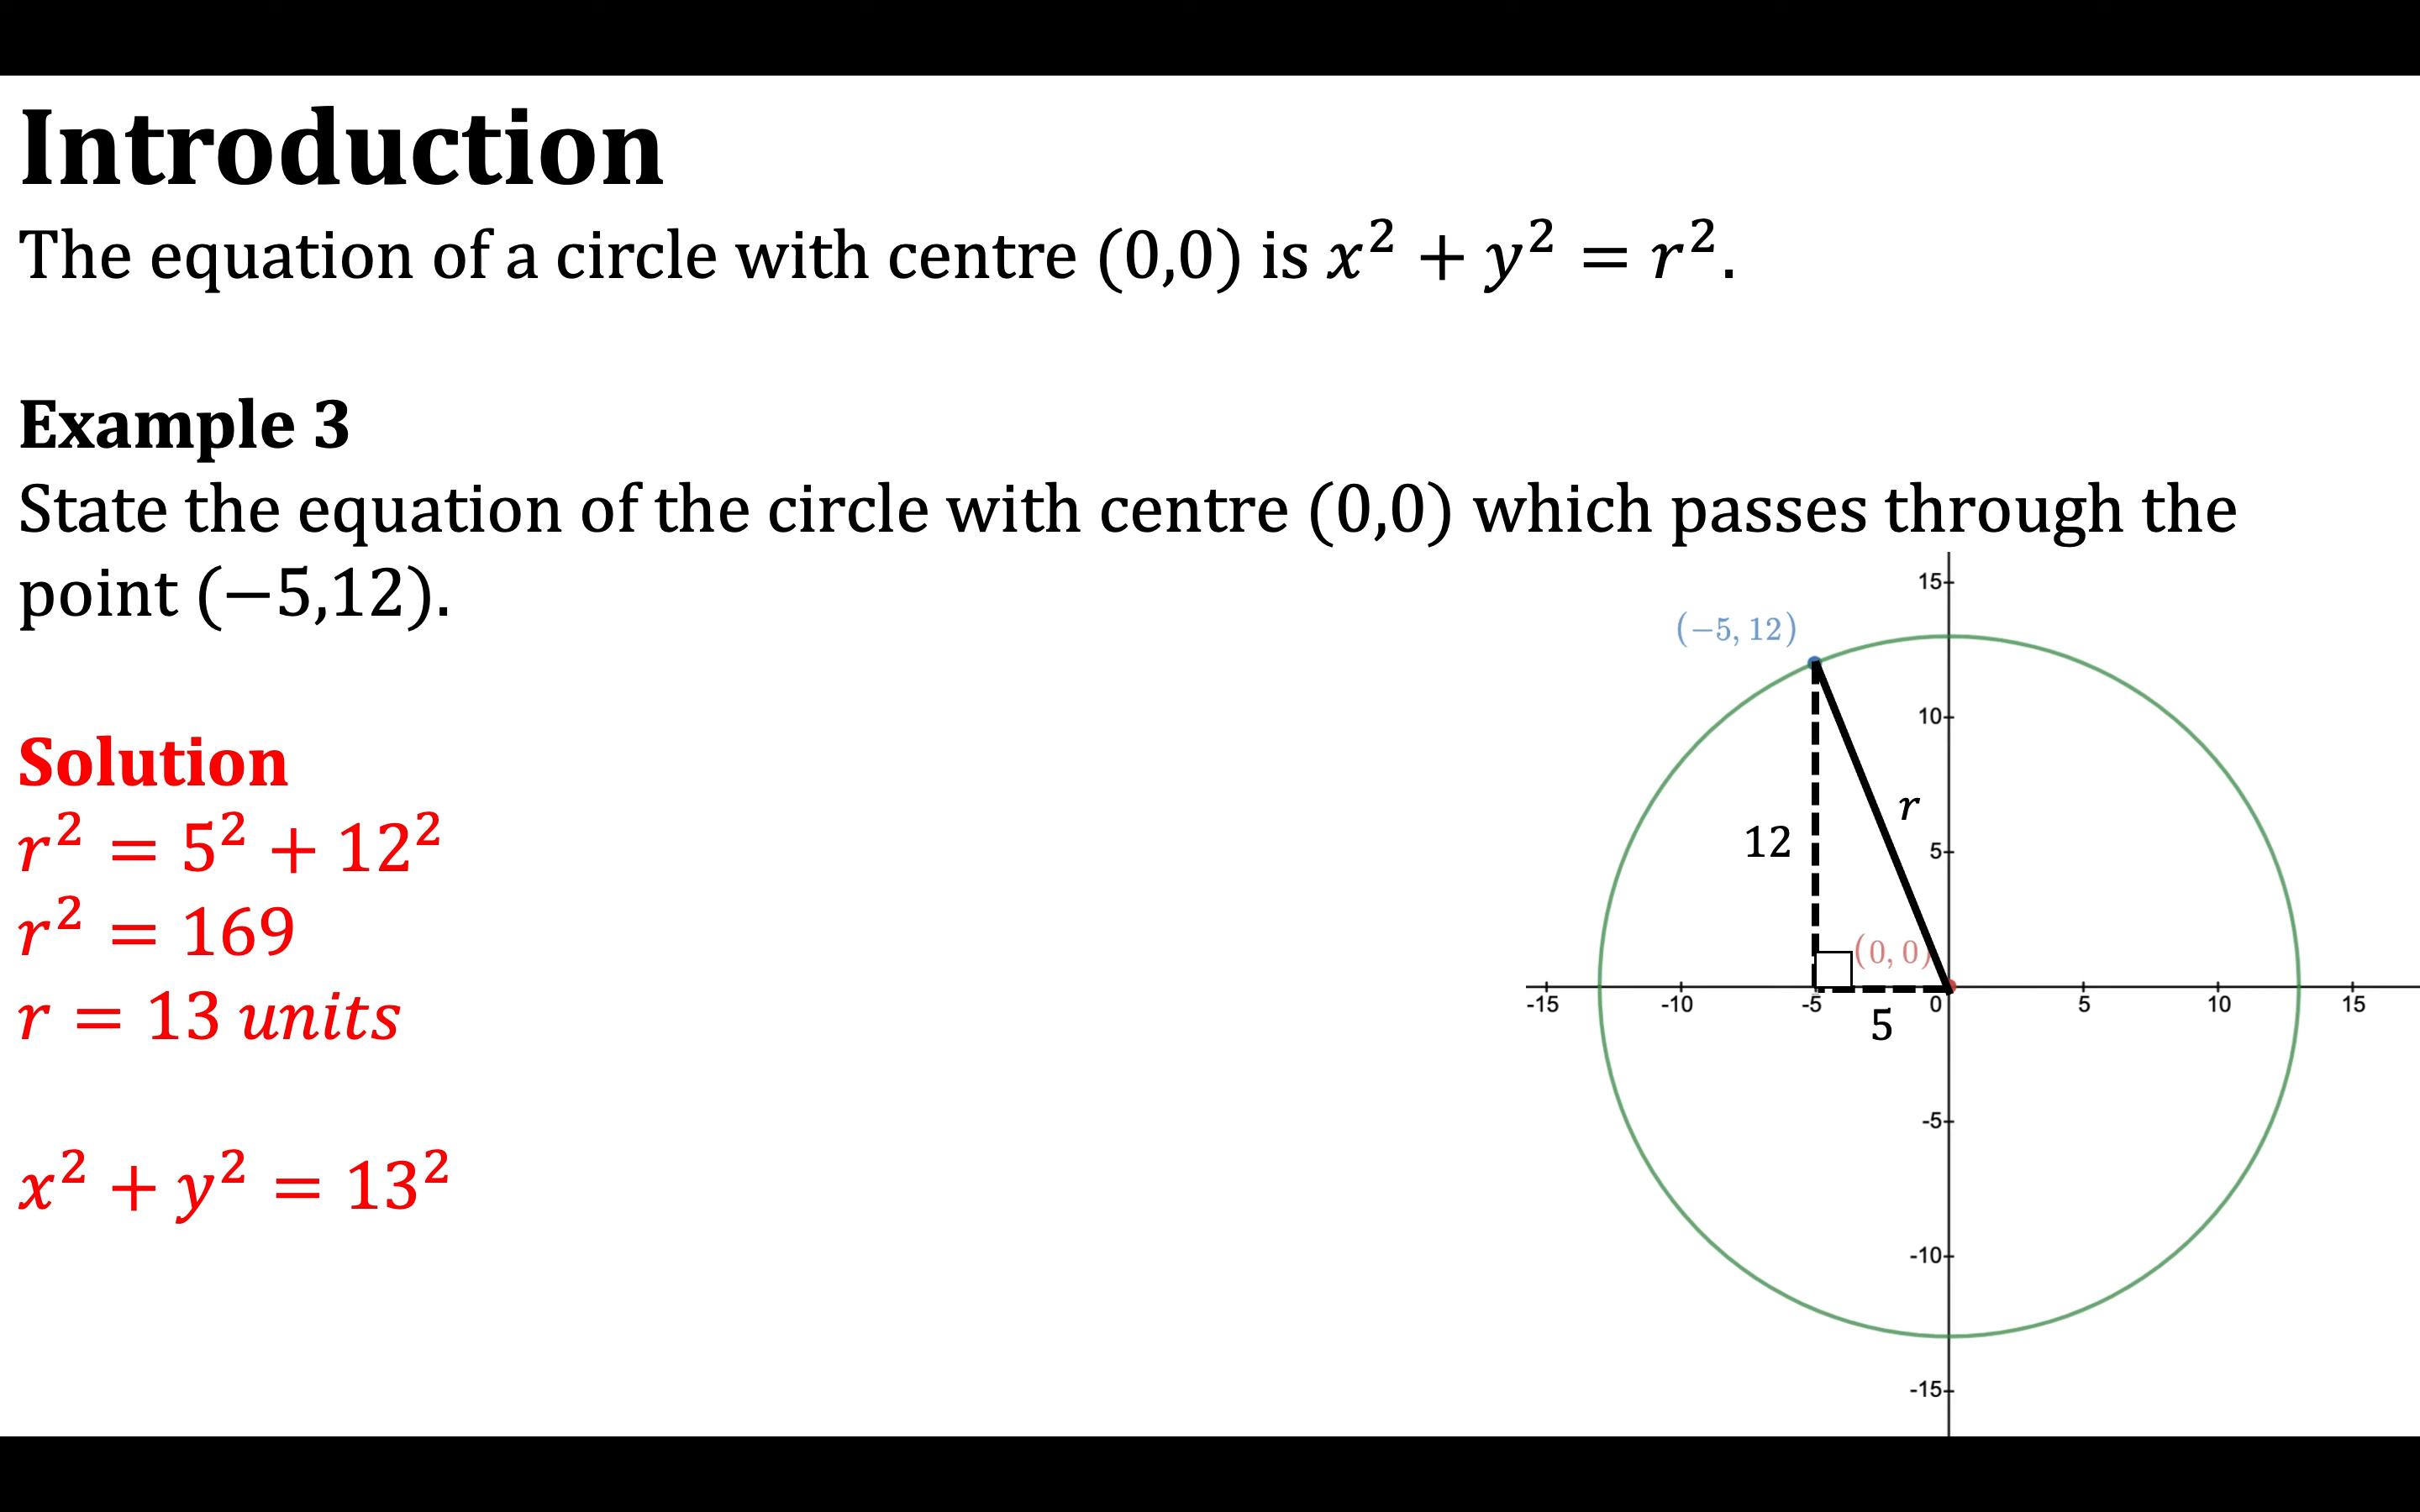 Introduction
The equation of a circle with centre (0,0) is x² + y² = r².
Example 3
State the equation of the circle with centre (0,0) which passes through the
point (−5,12).
Solution
r² = 5² + 12²
r² = 169
r = 13 units
x² + y² = 13²
15
(−5, 12)
10
r
12
5
(0, 0)
-15 -10 -5 0 5 10 15
5
-5
-10
-15